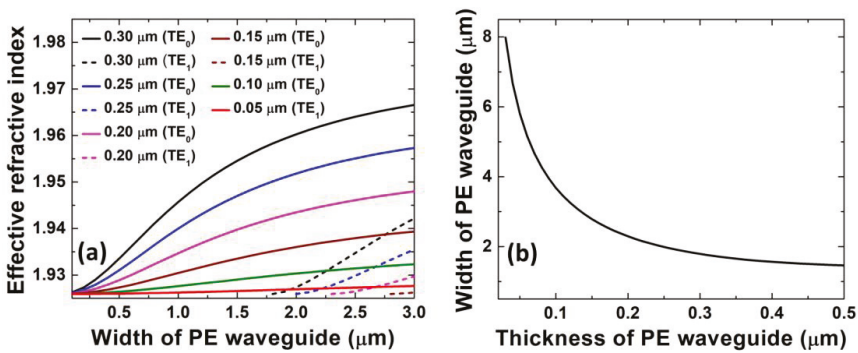 1.98
1.97
1.96
1.95
1.94
1.93
Effective refractive index
0.30 μm (TE₀)
0.30 μm (TE₁)
0.25 μm (TE₀)
0.25 μm (TE₁)
0.20 μm (TE₀)
0.20 μm (TE₁)
0.15 μm (TE₀)
0.15 μm (TE₁)
0.10 μm (TE₀)
0.05 μm (TE₁)
(a)
0.5 1.0 1.5 2.0 2.5 3.0
Width of PE waveguide (μm)
Width of PE waveguide (μm)
8
6
4
2
(b)
0.1 0.2 0.3 0.4 0.5
Thickness of PE waveguide (μm)